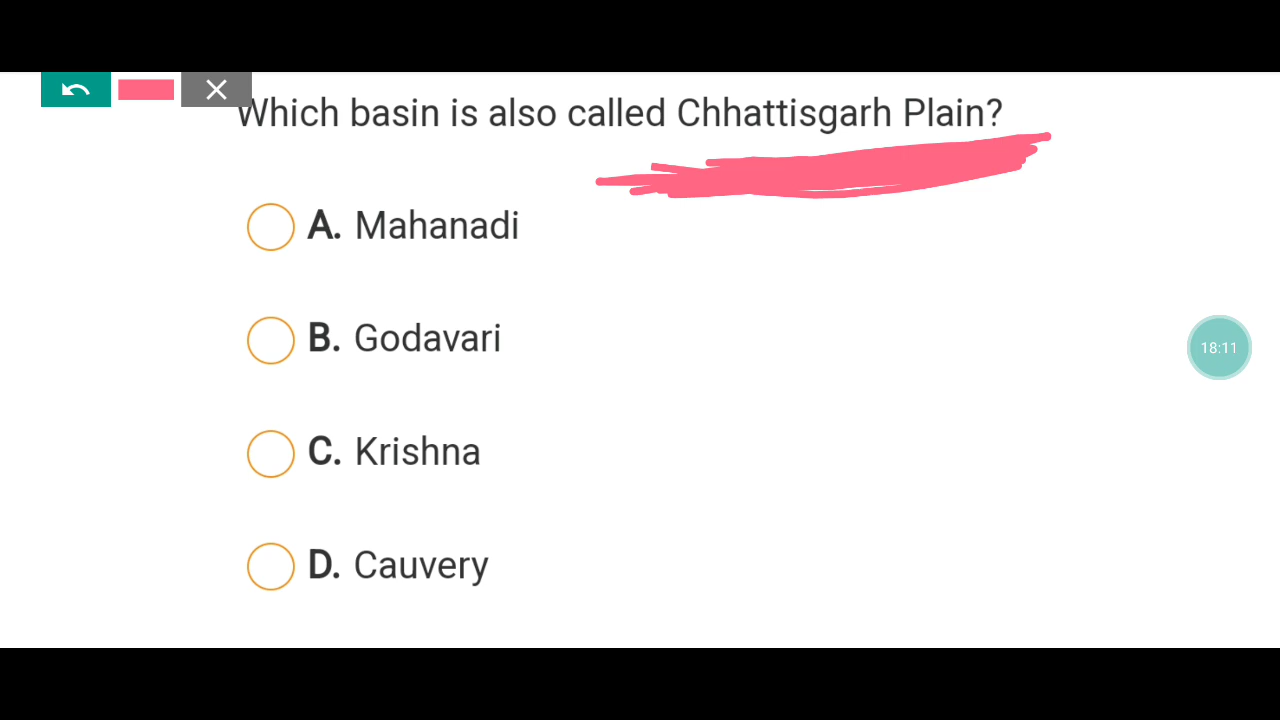 Which basin is also called Chhattisgarh Plain?
A. Mahanadi
B. Godavari
18:11
C. Krishna
D. Cauvery